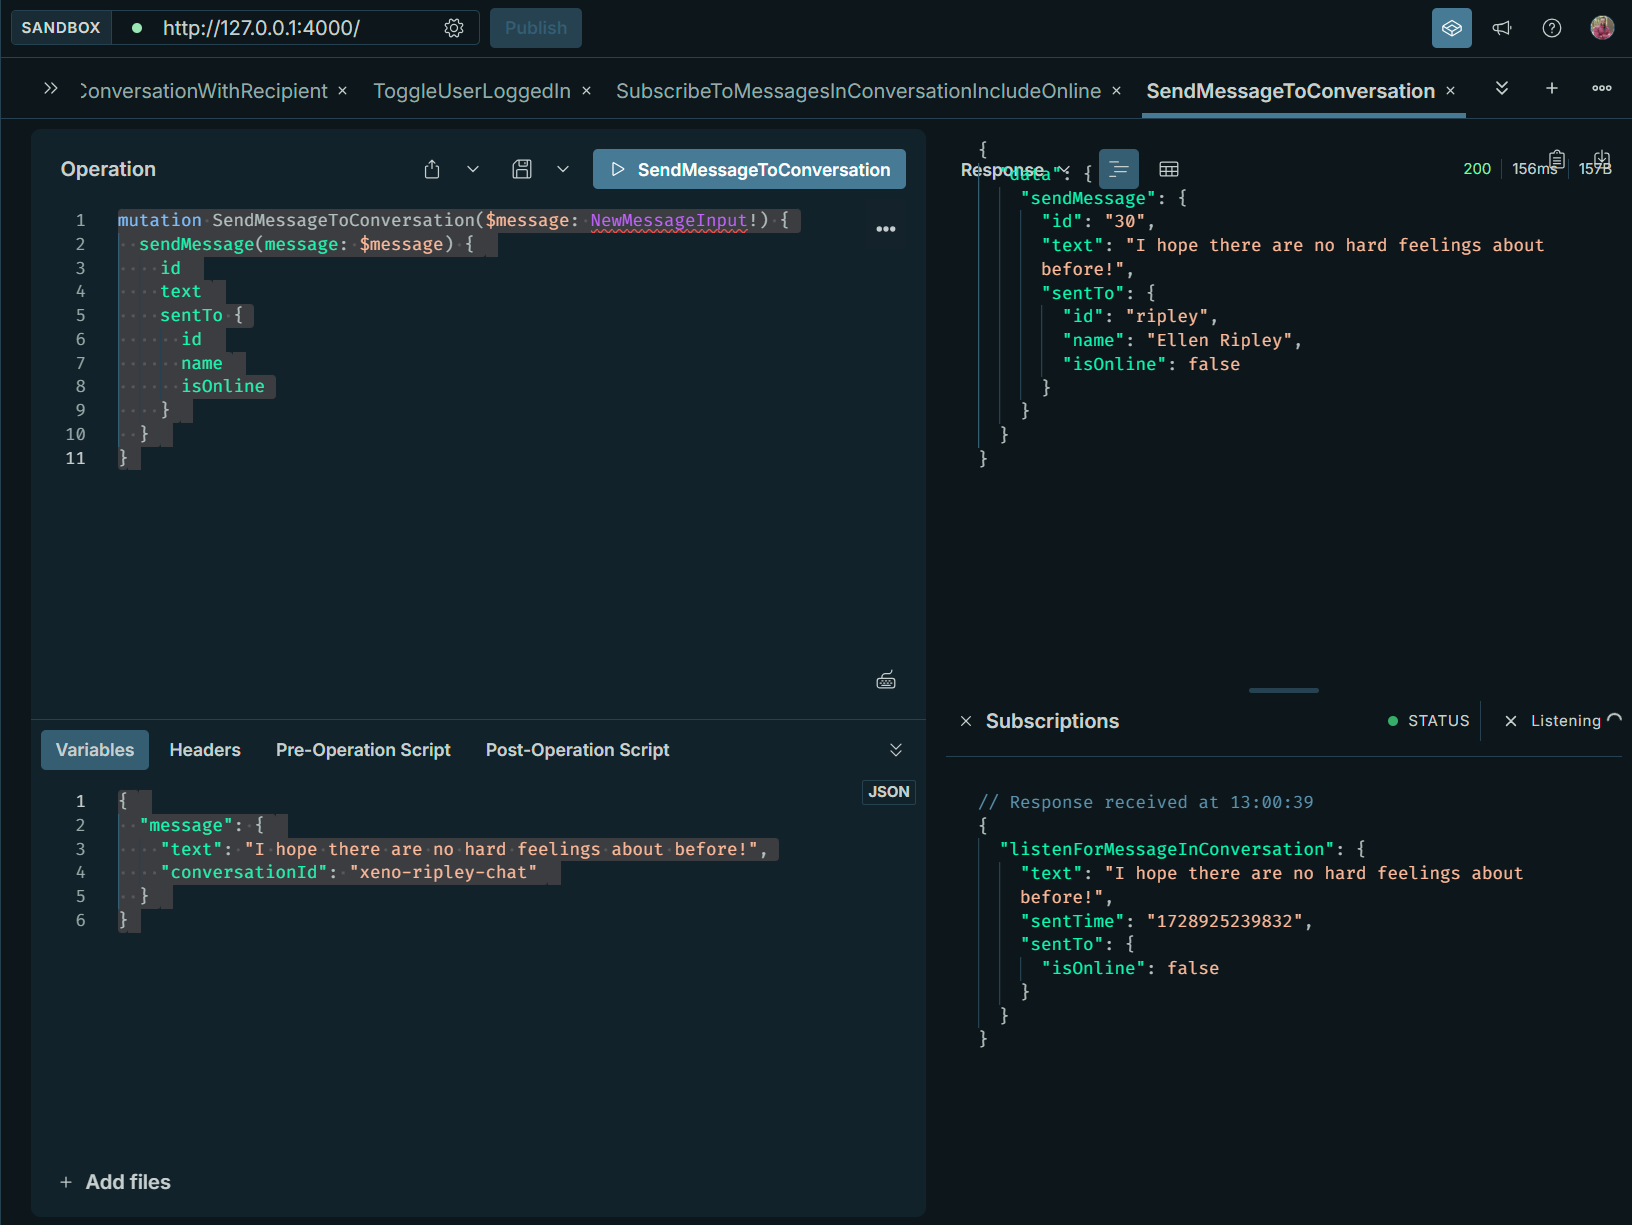 SANDBOX http://127.0.0.1:4000/ Publish
ConversationWithRecipient × ToggleUserLoggedIn × SubscribeToMessagesInConversationIncludeOnline × SendMessageToConversation ×
Operation
SendMessageToConversation
1 mutation SendMessageToConversation($message: NewMessageInput!) {
2 sendMessage(message: $message) {
3 id
4 text
5 sentTo {
6 id
7 name
8 isOnline
9 }
10 }
11 }
Variables Headers Pre-Operation Script Post-Operation Script
JSON
1 {
2 "message": {
3 "text": "I hope there are no hard feelings about before!",
4 "conversationId": "xeno-ripley-chat"
5 }
6 }
+ Add files
Response 200 156ms 157B
{
"data": {
"sendMessage": {
"id": "30",
"text": "I hope there are no hard feelings about
before!",
"sentTo": {
"id": "ripley",
"name": "Ellen Ripley",
"isOnline": false
}
}
}
}
Subscriptions STATUS Listening
// Response received at 13:00:39
{
"listenForMessageInConversation": {
"text": "I hope there are no hard feelings about
before!",
"sentTime": "1728925239832",
"sentTo": {
"isOnline": false
}
}
}